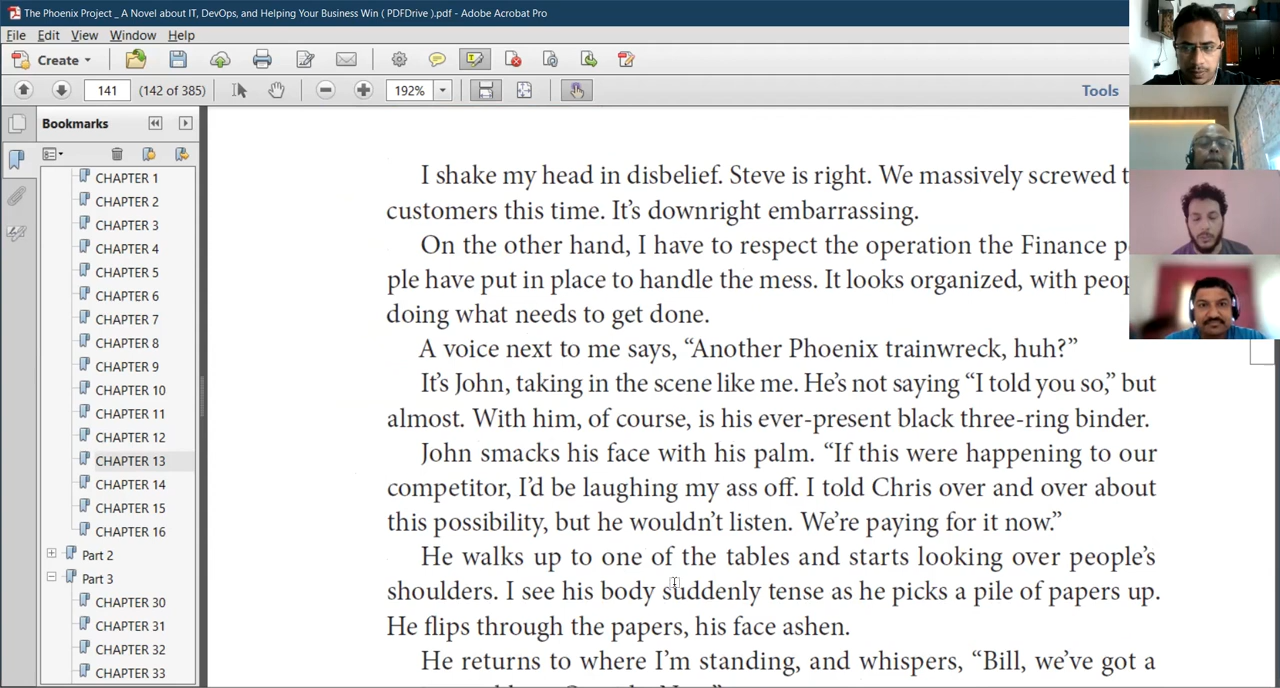 The Phoenix Project _ A Novel about IT, DevOps, and Helping Your Business Win ( PDFDrive ).pdf - Adobe Acrobat Pro
File Edit View Window Help
Create
141 (142 of 385) 192% Tools
Bookmarks
CHAPTER 1
CHAPTER 2
CHAPTER 3
CHAPTER 4
CHAPTER 5
CHAPTER 6
CHAPTER 7
CHAPTER 8
CHAPTER 9
CHAPTER 10
CHAPTER 11
CHAPTER 12
CHAPTER 13
CHAPTER 14
CHAPTER 15
CHAPTER 16
Part 2
Part 3
CHAPTER 30
CHAPTER 31
CHAPTER 32
CHAPTER 33
I shake my head in disbelief. Steve is right. We massively screwed
customers this time. It’s downright embarrassing.
On the other hand, I have to respect the operation the Finance
ple have put in place to handle the mess. It looks organized, with
doing what needs to get done.
A voice next to me says, “Another Phoenix trainwreck, huh?”
It’s John, taking in the scene like me. He’s not saying “I told you so,” but
almost. With him, of course, is his ever-present black three-ring binder.
John smacks his face with his palm. “If this were happening to our
competitor, I’d be laughing my ass off. I told Chris over and over about
this possibility, but he wouldn’t listen. We’re paying for it now.”
He walks up to one of the tables and starts looking over people’s
shoulders. I see his body suddenly tense as he picks a pile of papers up.
He flips through the papers, his face ashen.
He returns to where I’m standing, and whispers, “Bill, we’ve got a